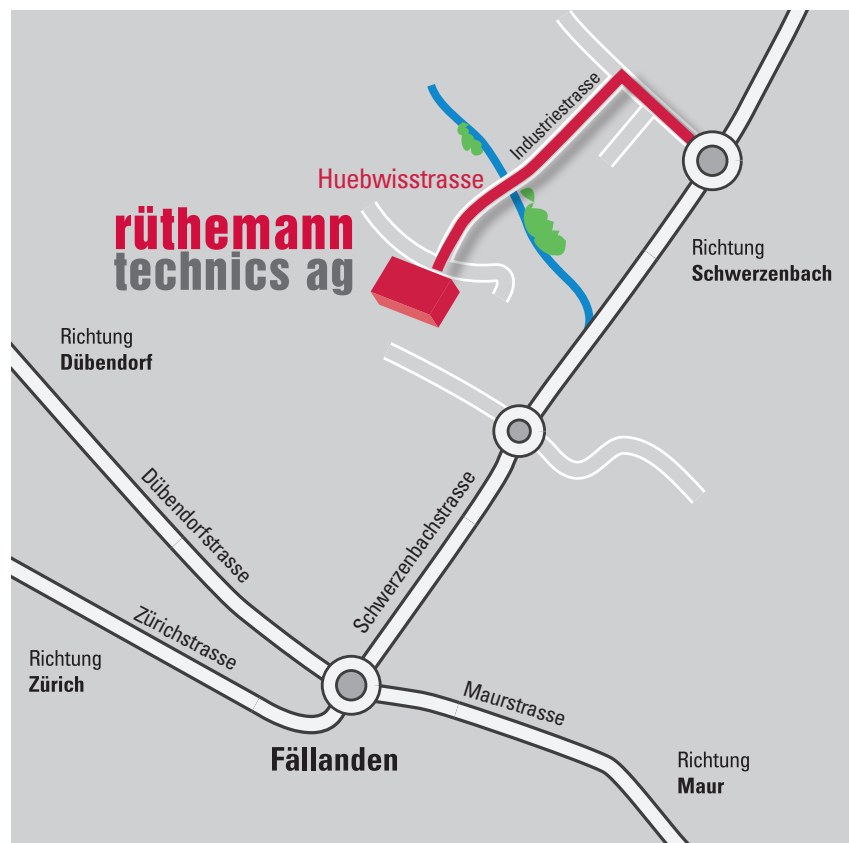 Industriestrasse
Huebwisstrasse
rüthemann
technics ag
Richtung
Schwerzenbach
Richtung
Dübendorf
Dübendorfstrasse
Schwerzenbachstrasse
Zürichstrasse
Richtung
Zürich
Maurstrasse
Fällanden
Richtung
Maur